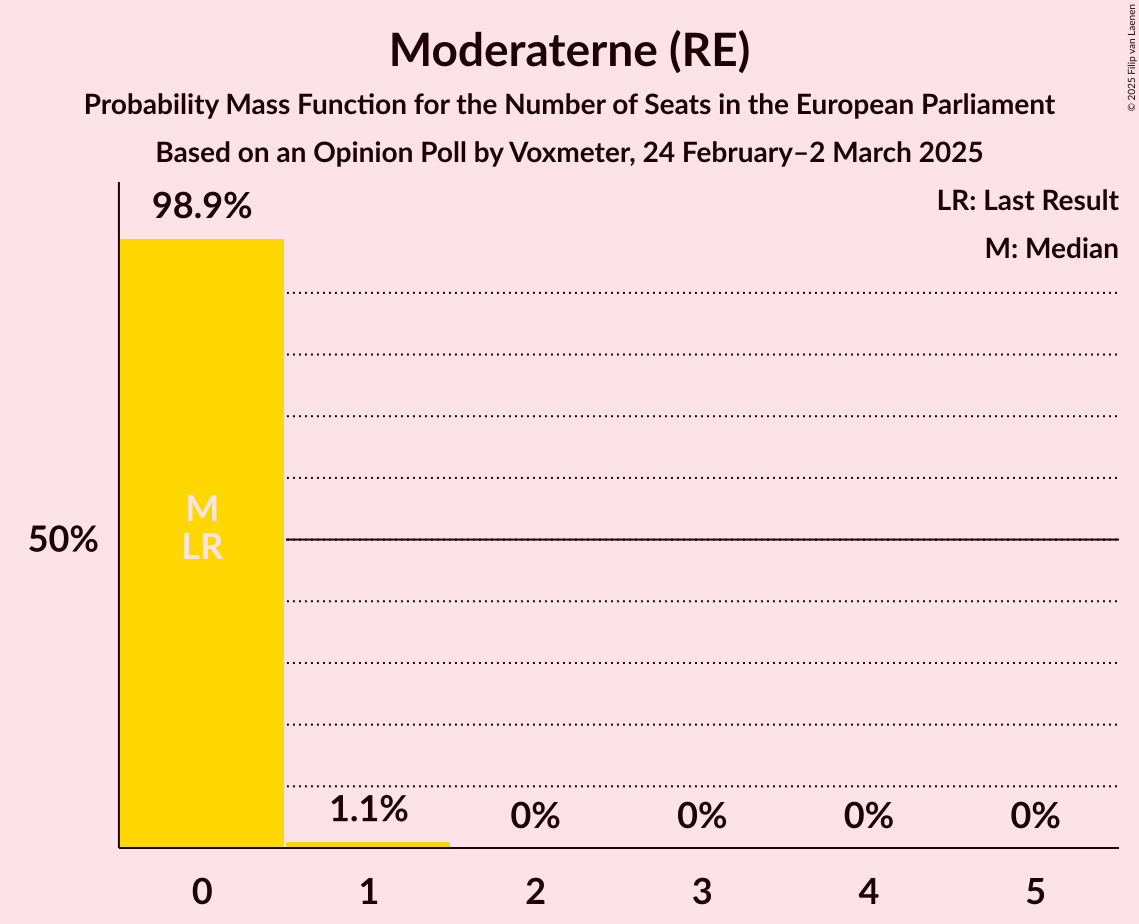 Moderaterne (RE)
Probability Mass Function for the Number of Seats in the European Parliament
Based on an Opinion Poll by Voxmeter, 24 February–2 March 2025
© 2025 Filip van Laenen
LR: Last Result
M: Median
98.9%
M
LR
50%
1.1%
0%
0%
0%
0%
0
1
2
3
4
5